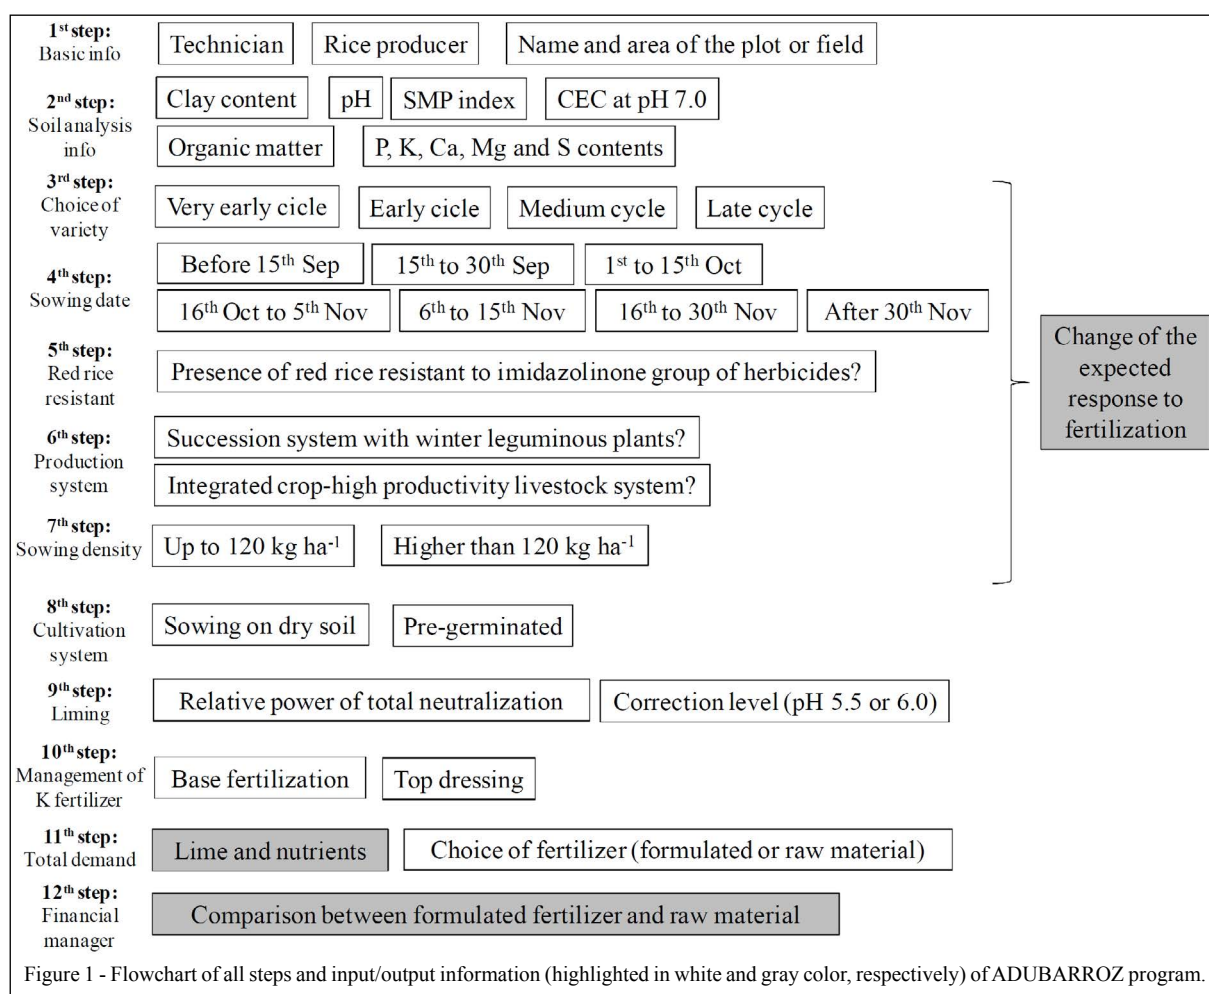 1st step:
Basic info
Technician
Rice producer
Name and area of the plot or field
2nd step:
Soil analysis
info
Clay content
pH
SMP index
CEC at pH 7.0
Organic matter
P, K, Ca, Mg and S contents
3rd step:
Choice of
variety
Very early cicle
Early cicle
Medium cycle
Late cycle
4th step:
Sowing date
Before 15th Sep
15th to 30th Sep
1st to 15th Oct
16th Oct to 5th Nov
6th to 15th Nov
16th to 30th Nov
After 30th Nov
5th step:
Red rice
resistant
Presence of red rice resistant to imidazolinone group of herbicides?
6th step:
Production
system
Succession system with winter leguminous plants?
Integrated crop-high productivity livestock system?
7th step:
Sowing density
Up to 120 kg ha-1
Higher than 120 kg ha-1
Change of the
expected
response to
fertilization
8th step:
Cultivation
system
Sowing on dry soil
Pre-germinated
9th step:
Liming
Relative power of total neutralization
Correction level (pH 5.5 or 6.0)
10th step:
Management of
K fertilizer
Base fertilization
Top dressing
11th step:
Total demand
Lime and nutrients
Choice of fertilizer (formulated or raw material)
12th step:
Financial
manager
Comparison between formulated fertilizer and raw material
Figure 1 - Flowchart of all steps and input/output information (highlighted in white and gray color, respectively) of ADUBARROZ program.